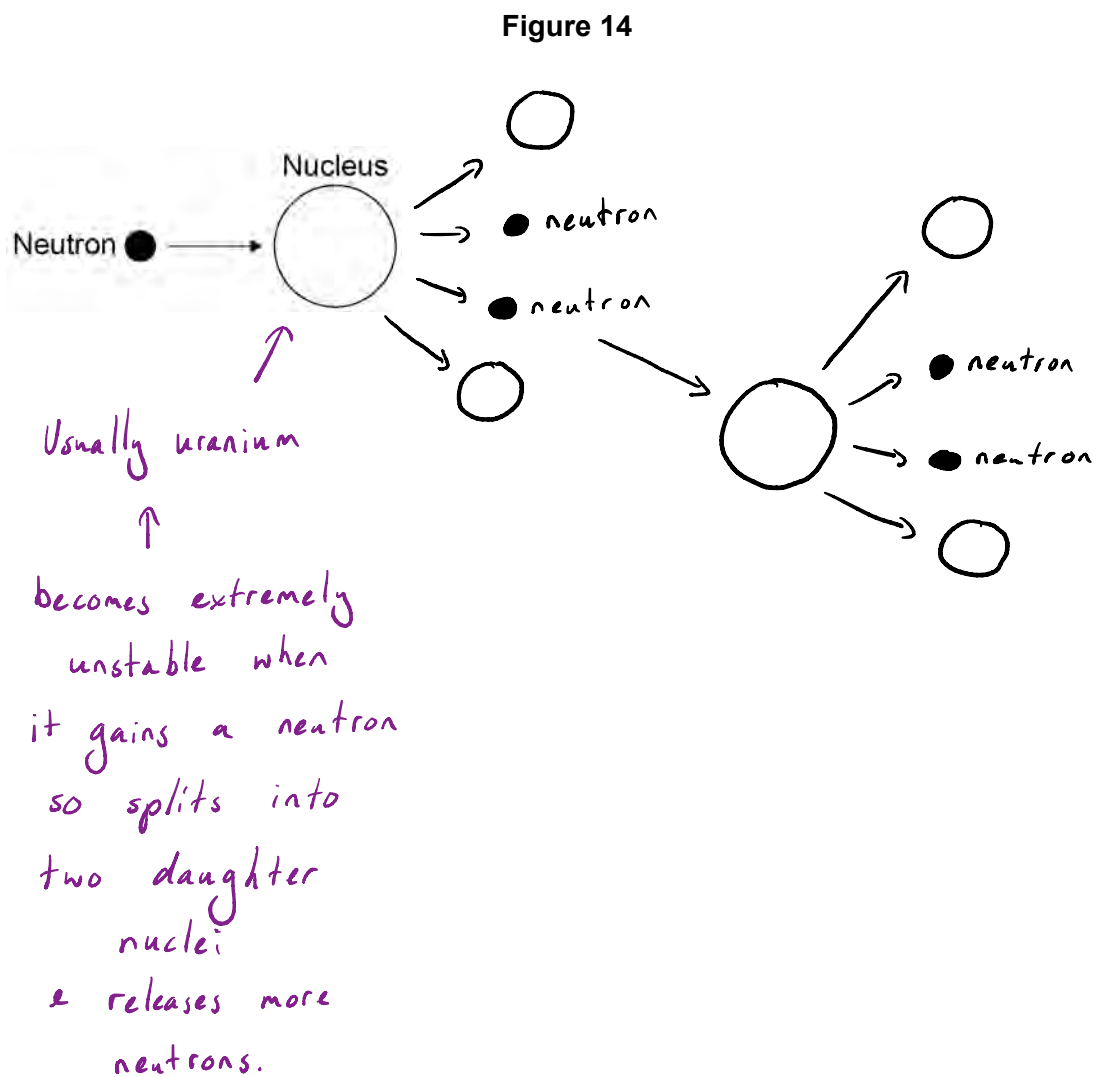 Figure 14
Nucleus
Neutron
neutron
neutron
neutron
neutron
Usually uranium
becomes extremely
unstable when
it gains a neutron
so splits into
two daughter
nuclei
& releases more
neutrons.